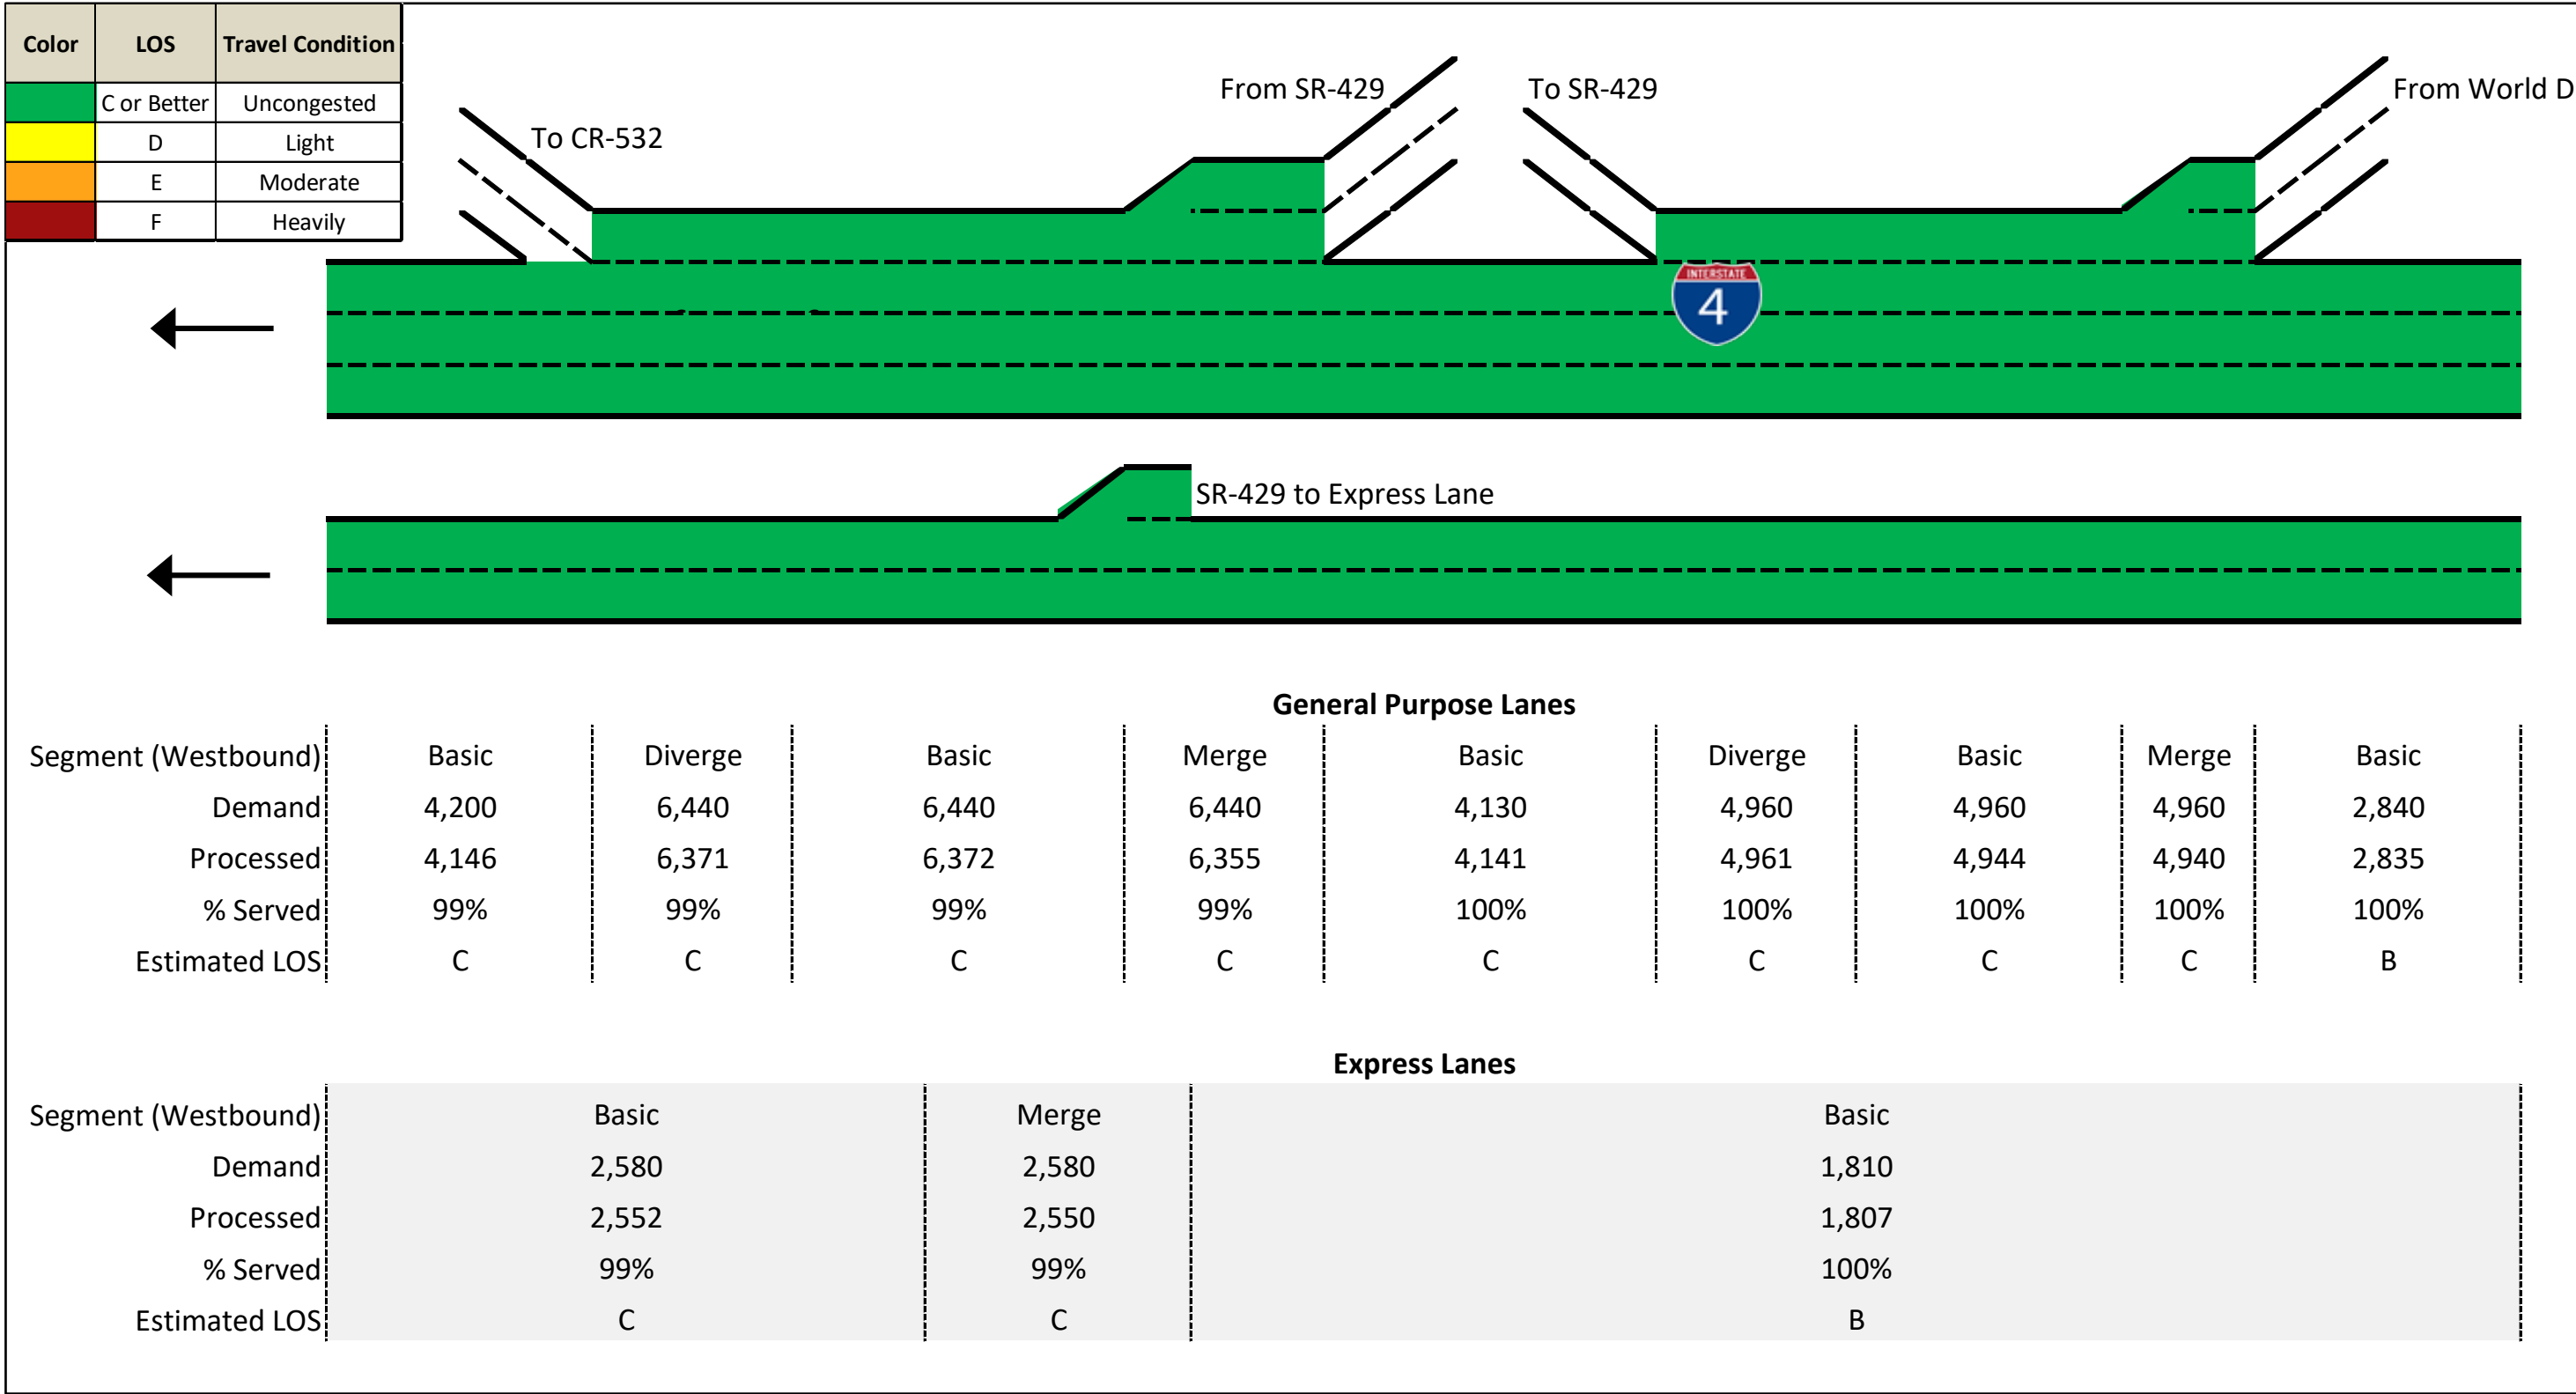 Color LOS Travel Condition
C or Better Uncongested
D Light
E Moderate
F Heavily
To CR-532
From SR-429
To SR-429
From World D
INTERSTATE
4
SR-429 to Express Lane
General Purpose Lanes
Segment (Westbound) Basic Diverge Basic Merge Basic Diverge Basic Merge Basic
Demand 4,200 6,440 6,440 6,440 4,130 4,960 4,960 4,960 2,840
Processed 4,146 6,371 6,372 6,355 4,141 4,961 4,944 4,940 2,835
% Served 99% 99% 99% 99% 100% 100% 100% 100% 100%
Estimated LOS C C C C C C C C B
Express Lanes
Segment (Westbound) Basic Merge Basic
Demand 2,580 2,580 1,810
Processed 2,552 2,550 1,807
% Served 99% 99% 100%
Estimated LOS C C B